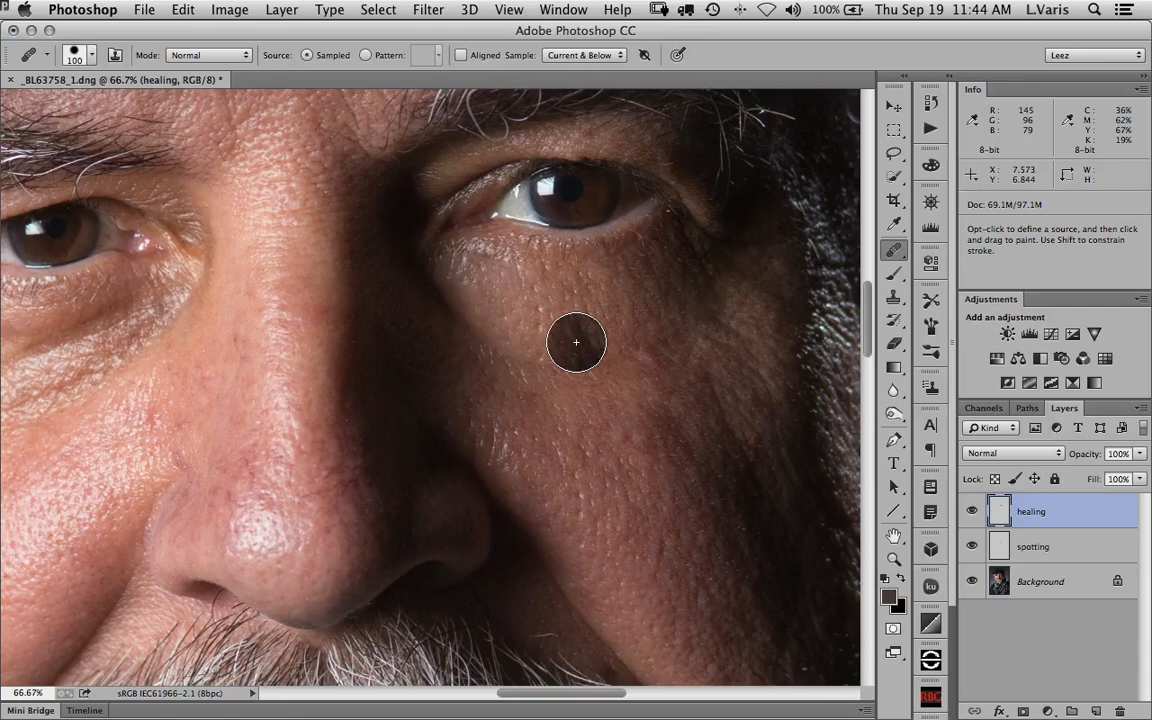 Photoshop File Edit Image Layer Type Select Filter 3D View Window Help 100% Thu Sep 19 11:44 AM L.Varis
Adobe Photoshop CC
100 Mode: Normal Source: Sampled Pattern: Aligned Sample: Current & Below Leez
_BL63758_1.dng @ 66.7% (healing, RGB/8) *
Info
R: 145 C: 36%
G: 96 M: 62%
B: 79 Y: 67%
K: 19%
8-bit 8-bit
X: 7.573 W:
Y: 6.844 H:
Doc: 69.1M/97.1M
Opt-click to define a source, and then click
and drag to paint. Use Shift to constrain
stroke.
Adjustments
Add an adjustment
Channels Paths Layers
Kind
Normal Opacity: 100%
Lock: Fill: 100%
healing
spotting
Background
ku
RBG
66.67% sRGB IEC61966-2.1 (8bpc)
Mini Bridge Timeline